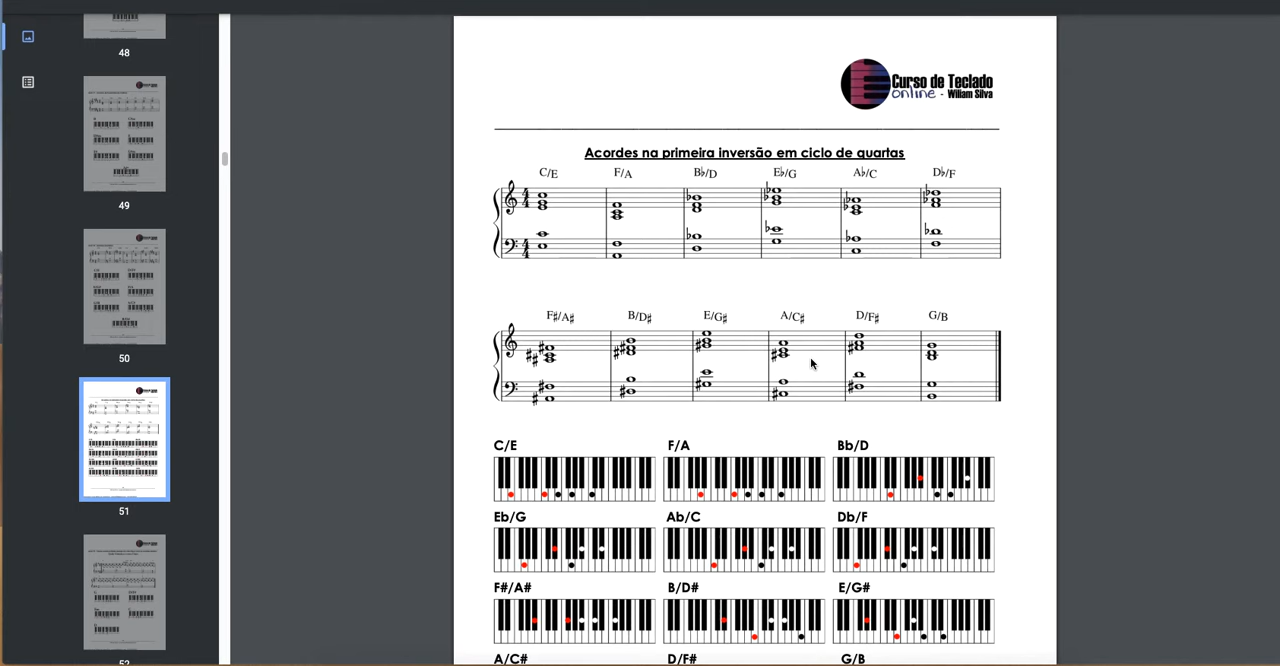 48
49
50
51
52
Curso de Teclado
online - Wiliam Silva
Acordes na primeira inversão em ciclo de quartas
C/E F/A B♭/D E♭/G A♭/C D♭/F
F♯/A♯ B/D♯ E/G♯ A/C♯ D/F♯ G/B
C/E F/A Bb/D
Eb/G Ab/C Db/F
F#/A# B/D# E/G#
A/C# D/F# G/B